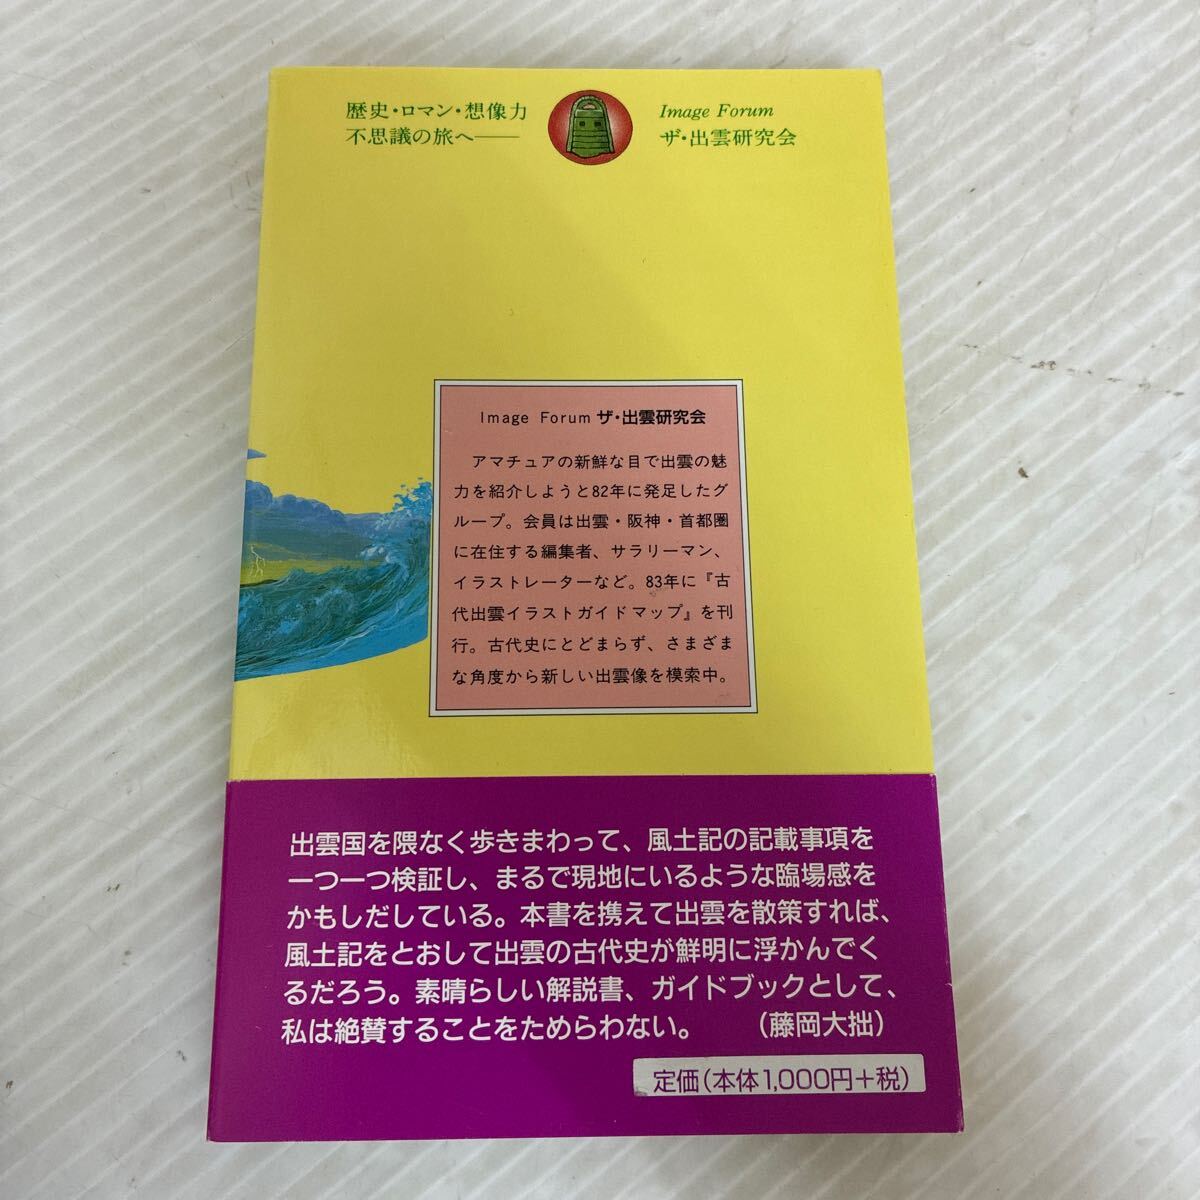 歴史・ロマン・想像力
不思議の旅へ――
Image Forum
ザ・出雲研究会
Image Forum ザ・出雲研究会
アマチュアの新鮮な目で出雲の魅
力を紹介しようと82年に発足したグ
ループ。会員は出雲・阪神・首都圏
に在住する編集者、サラリーマン、
イラストレーターなど。83年に『古
代出雲イラストガイドマップ』を刊
行。古代史にとどまらず、さまざま
な角度から新しい出雲像を模索中。
出雲国を隈なく歩きまわって、風土記の記載事項を
一つ一つ検証し、まるで現地にいるような臨場感を
かもしだしている。本書を携えて出雲を散策すれば、
風土記をとおして出雲の古代史が鮮明に浮かんでく
るだろう。素晴らしい解説書、ガイドブックとして、
私は絶賛することをためらわない。 (藤岡大拙)
定価(本体1,000円+税)